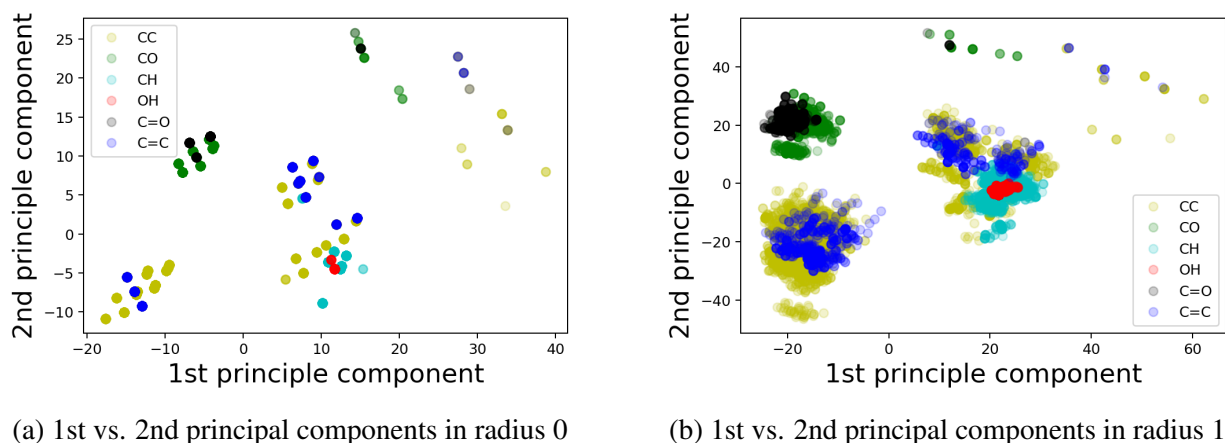 25
20
15
10
5
0
−5
−10
−20
−10
0
10
20
30
40
2nd principle component
1st principle component
CC
CO
CH
OH
C=O
C=C
(a) 1st vs. 2nd principal components in radius 0
40
20
0
−20
−40
−20
0
20
40
60
2nd principle component
1st principle component
CC
CO
CH
OH
C=O
C=C
(b) 1st vs. 2nd principal components in radius 1